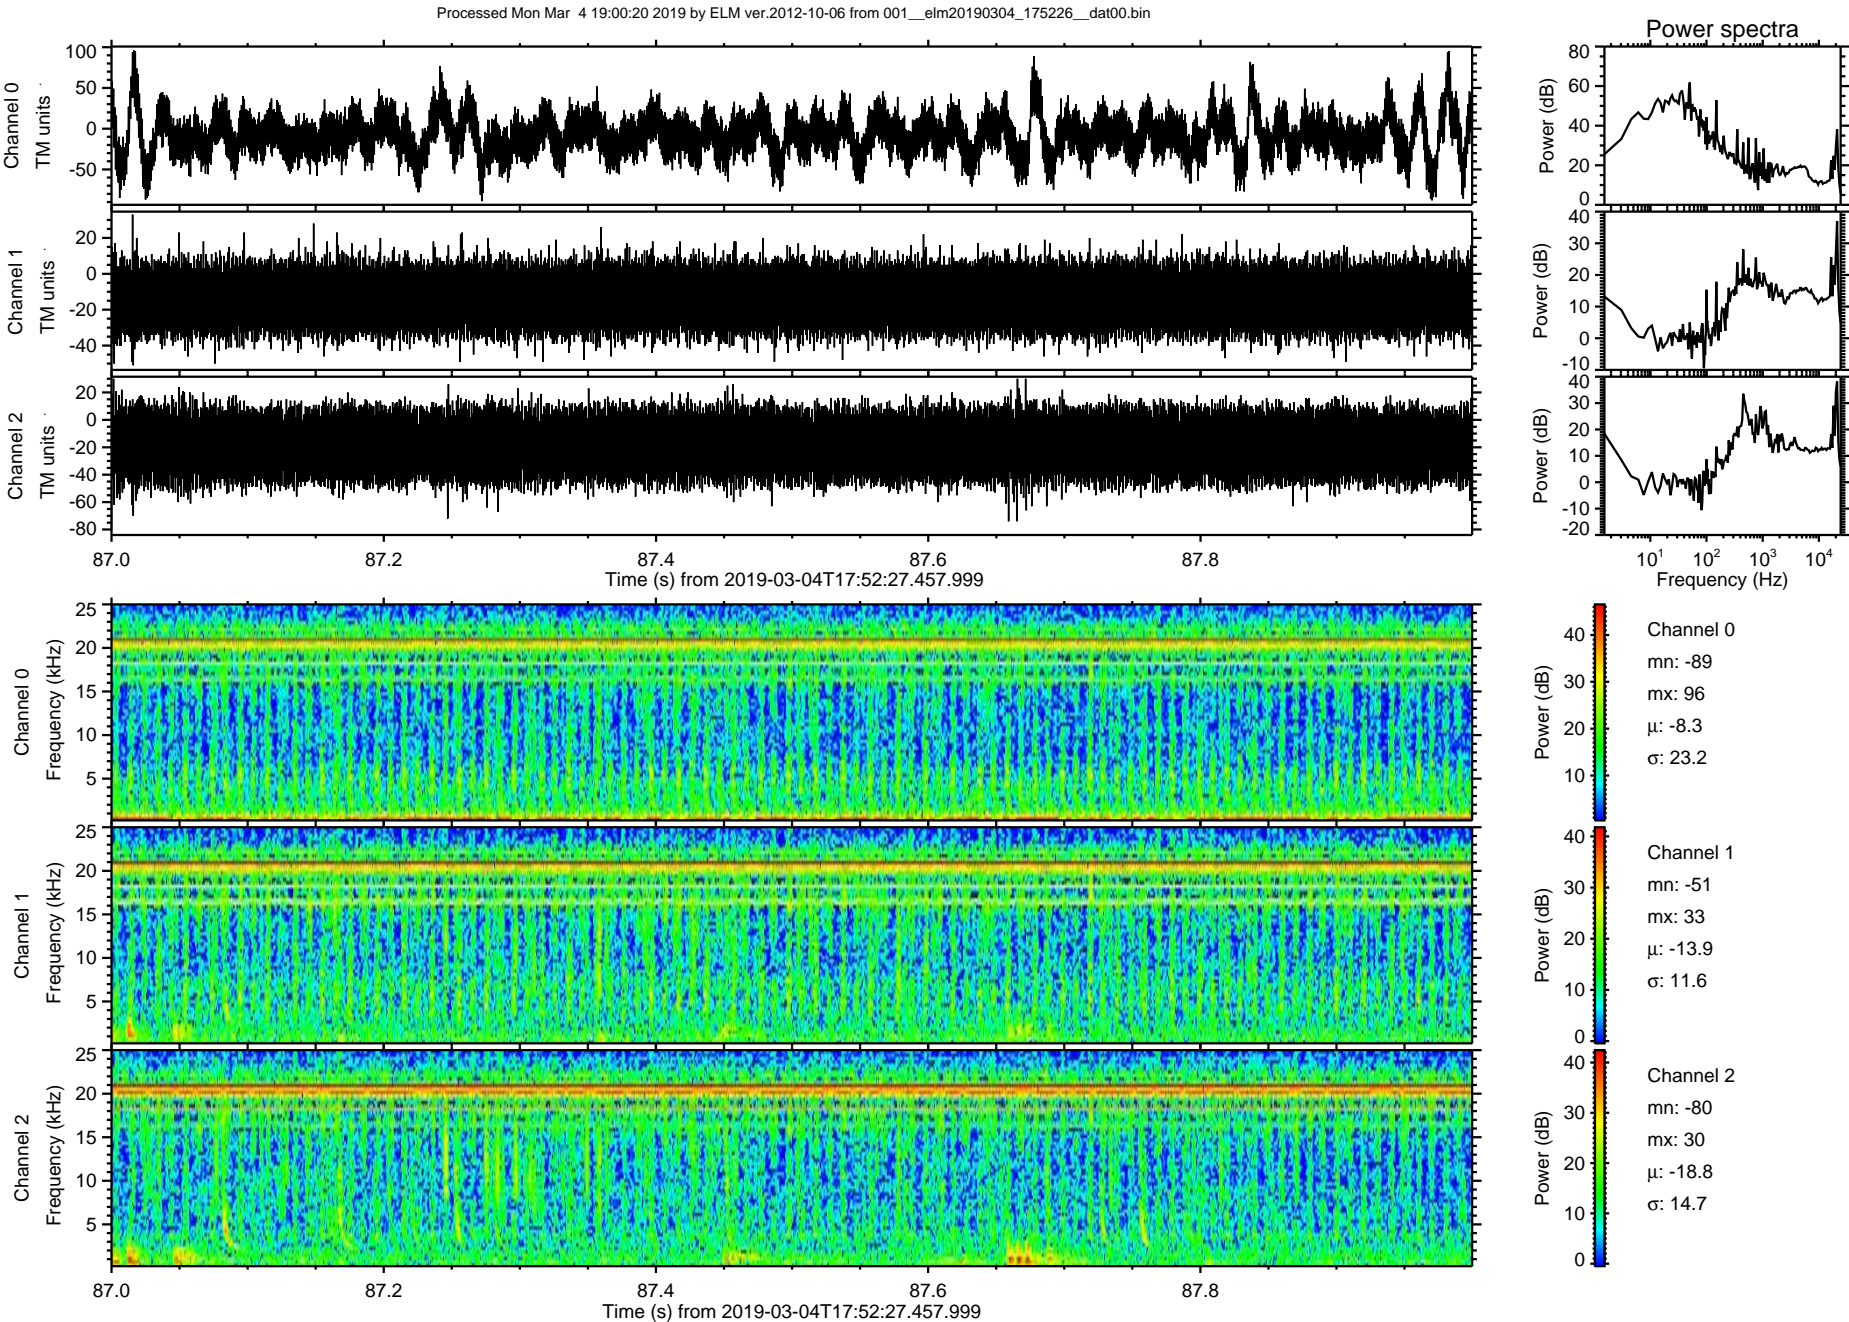 Processed Mon Mar  4 19:00:20 2019 by ELM ver.2012-10-06 from 001__elm20190304_175226__dat00.bin
Power spectra
Channel 0
TM units
100
50
0
-50
Power (dB)
80
60
40
20
0
Channel 1
TM units
20
0
-20
-40
Power (dB)
40
30
20
10
0
-10
Channel 2
TM units
20
0
-20
-40
-60
-80
Power (dB)
40
30
20
10
0
-10
-20
87.0 87.2 87.4 87.6 87.8
Time (s) from 2019-03-04T17:52:27.457.999
10^1 10^2 10^3 10^4
Frequency (Hz)
Channel 0
Frequency (kHz)
25
20
15
10
5
Power (dB)
40
30
20
10
Channel 0
mn: -89
mx: 96
μ: -8.3
σ: 23.2
Channel 1
Frequency (kHz)
25
20
15
10
5
Power (dB)
40
30
20
10
0
Channel 1
mn: -51
mx: 33
μ: -13.9
σ: 11.6
Channel 2
Frequency (kHz)
25
20
15
10
5
Power (dB)
40
30
20
10
0
Channel 2
mn: -80
mx: 30
μ: -18.8
σ: 14.7
87.0 87.2 87.4 87.6 87.8
Time (s) from 2019-03-04T17:52:27.457.999